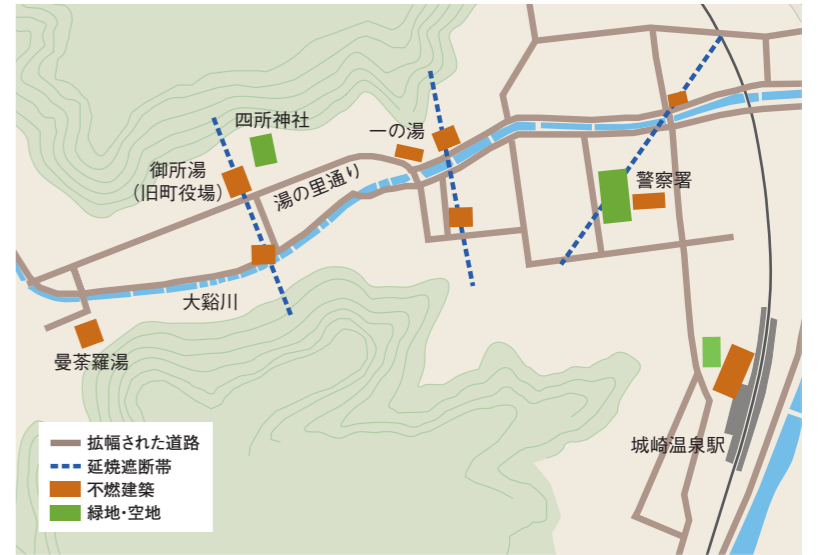 四所神社
一の湯
御所湯
（旧町役場）
湯の里通り
警察署
大谿川
曼荼羅湯
城崎温泉駅
拡幅された道路
延焼遮断帯
不燃建築
緑地・空地